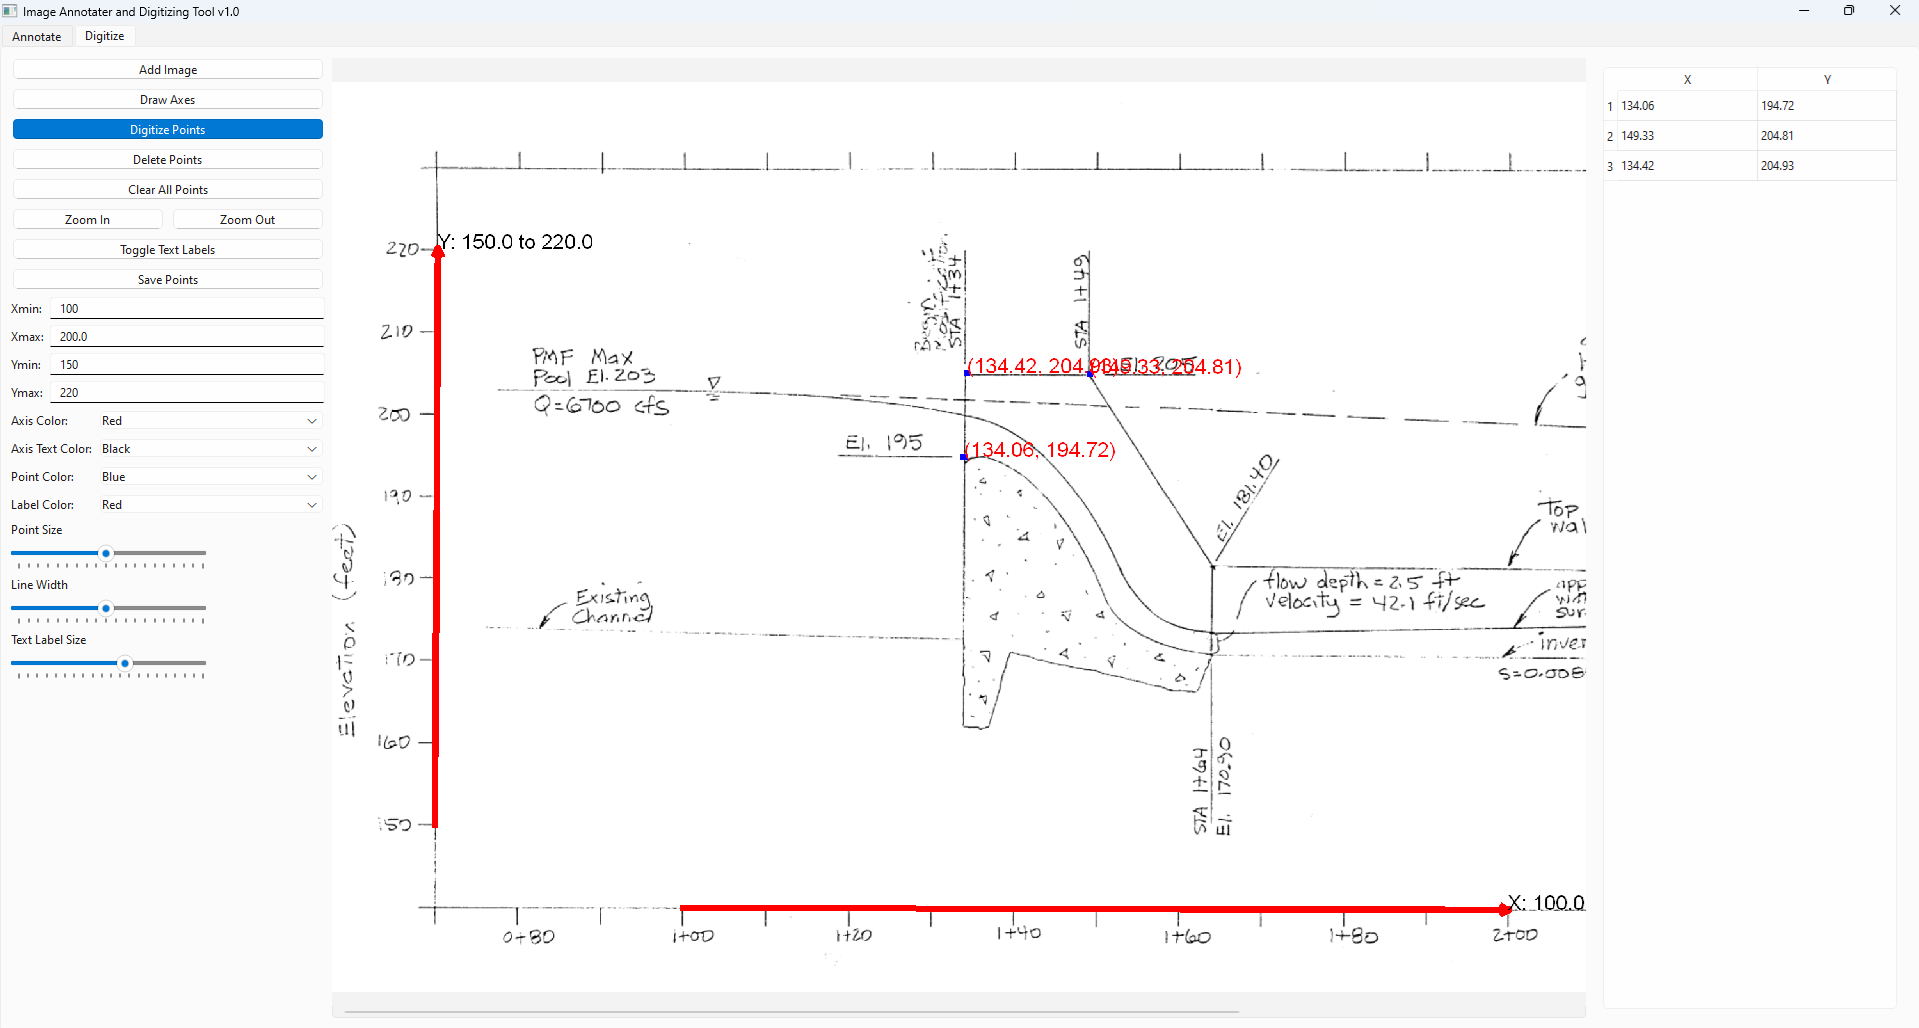 Image Annotater and Digitizing Tool v1.0
Annotate
Digitize
Add Image
Draw Axes
Digitize Points
Delete Points
Clear All Points
Zoom In
Zoom Out
Toggle Text Labels
Save Points
Xmin: 100
Xmax: 200.0
Ymin: 150
Ymax: 220
Axis Color: Red
Axis Text Color: Black
Point Color: Blue
Label Color: Red
Point Size
Line Width
Text Label Size
Y: 150.0 to 220.0
220
210
200
190
180
170
160
150
Elevation (feet)
PMF Max
Pool El. 203
Q=6700 cfs
El. 195
Existing
Channel
Begin
STA 1+34
STA 1+49
(134.42, 204.93)
(149.33, 204.81)
El. 205
(134.06, 194.72)
El. 181.40
Top
wal
flow depth = 2.5 ft
velocity = 42.1 ft/sec
app
wat
sur
inver
S=0.008
STA 1+64
El. 170.90
X: 100.0
0+80
1+00
1+20
1+40
1+60
1+80
2+00
X Y
1 134.06 194.72
2 149.33 204.81
3 134.42 204.93